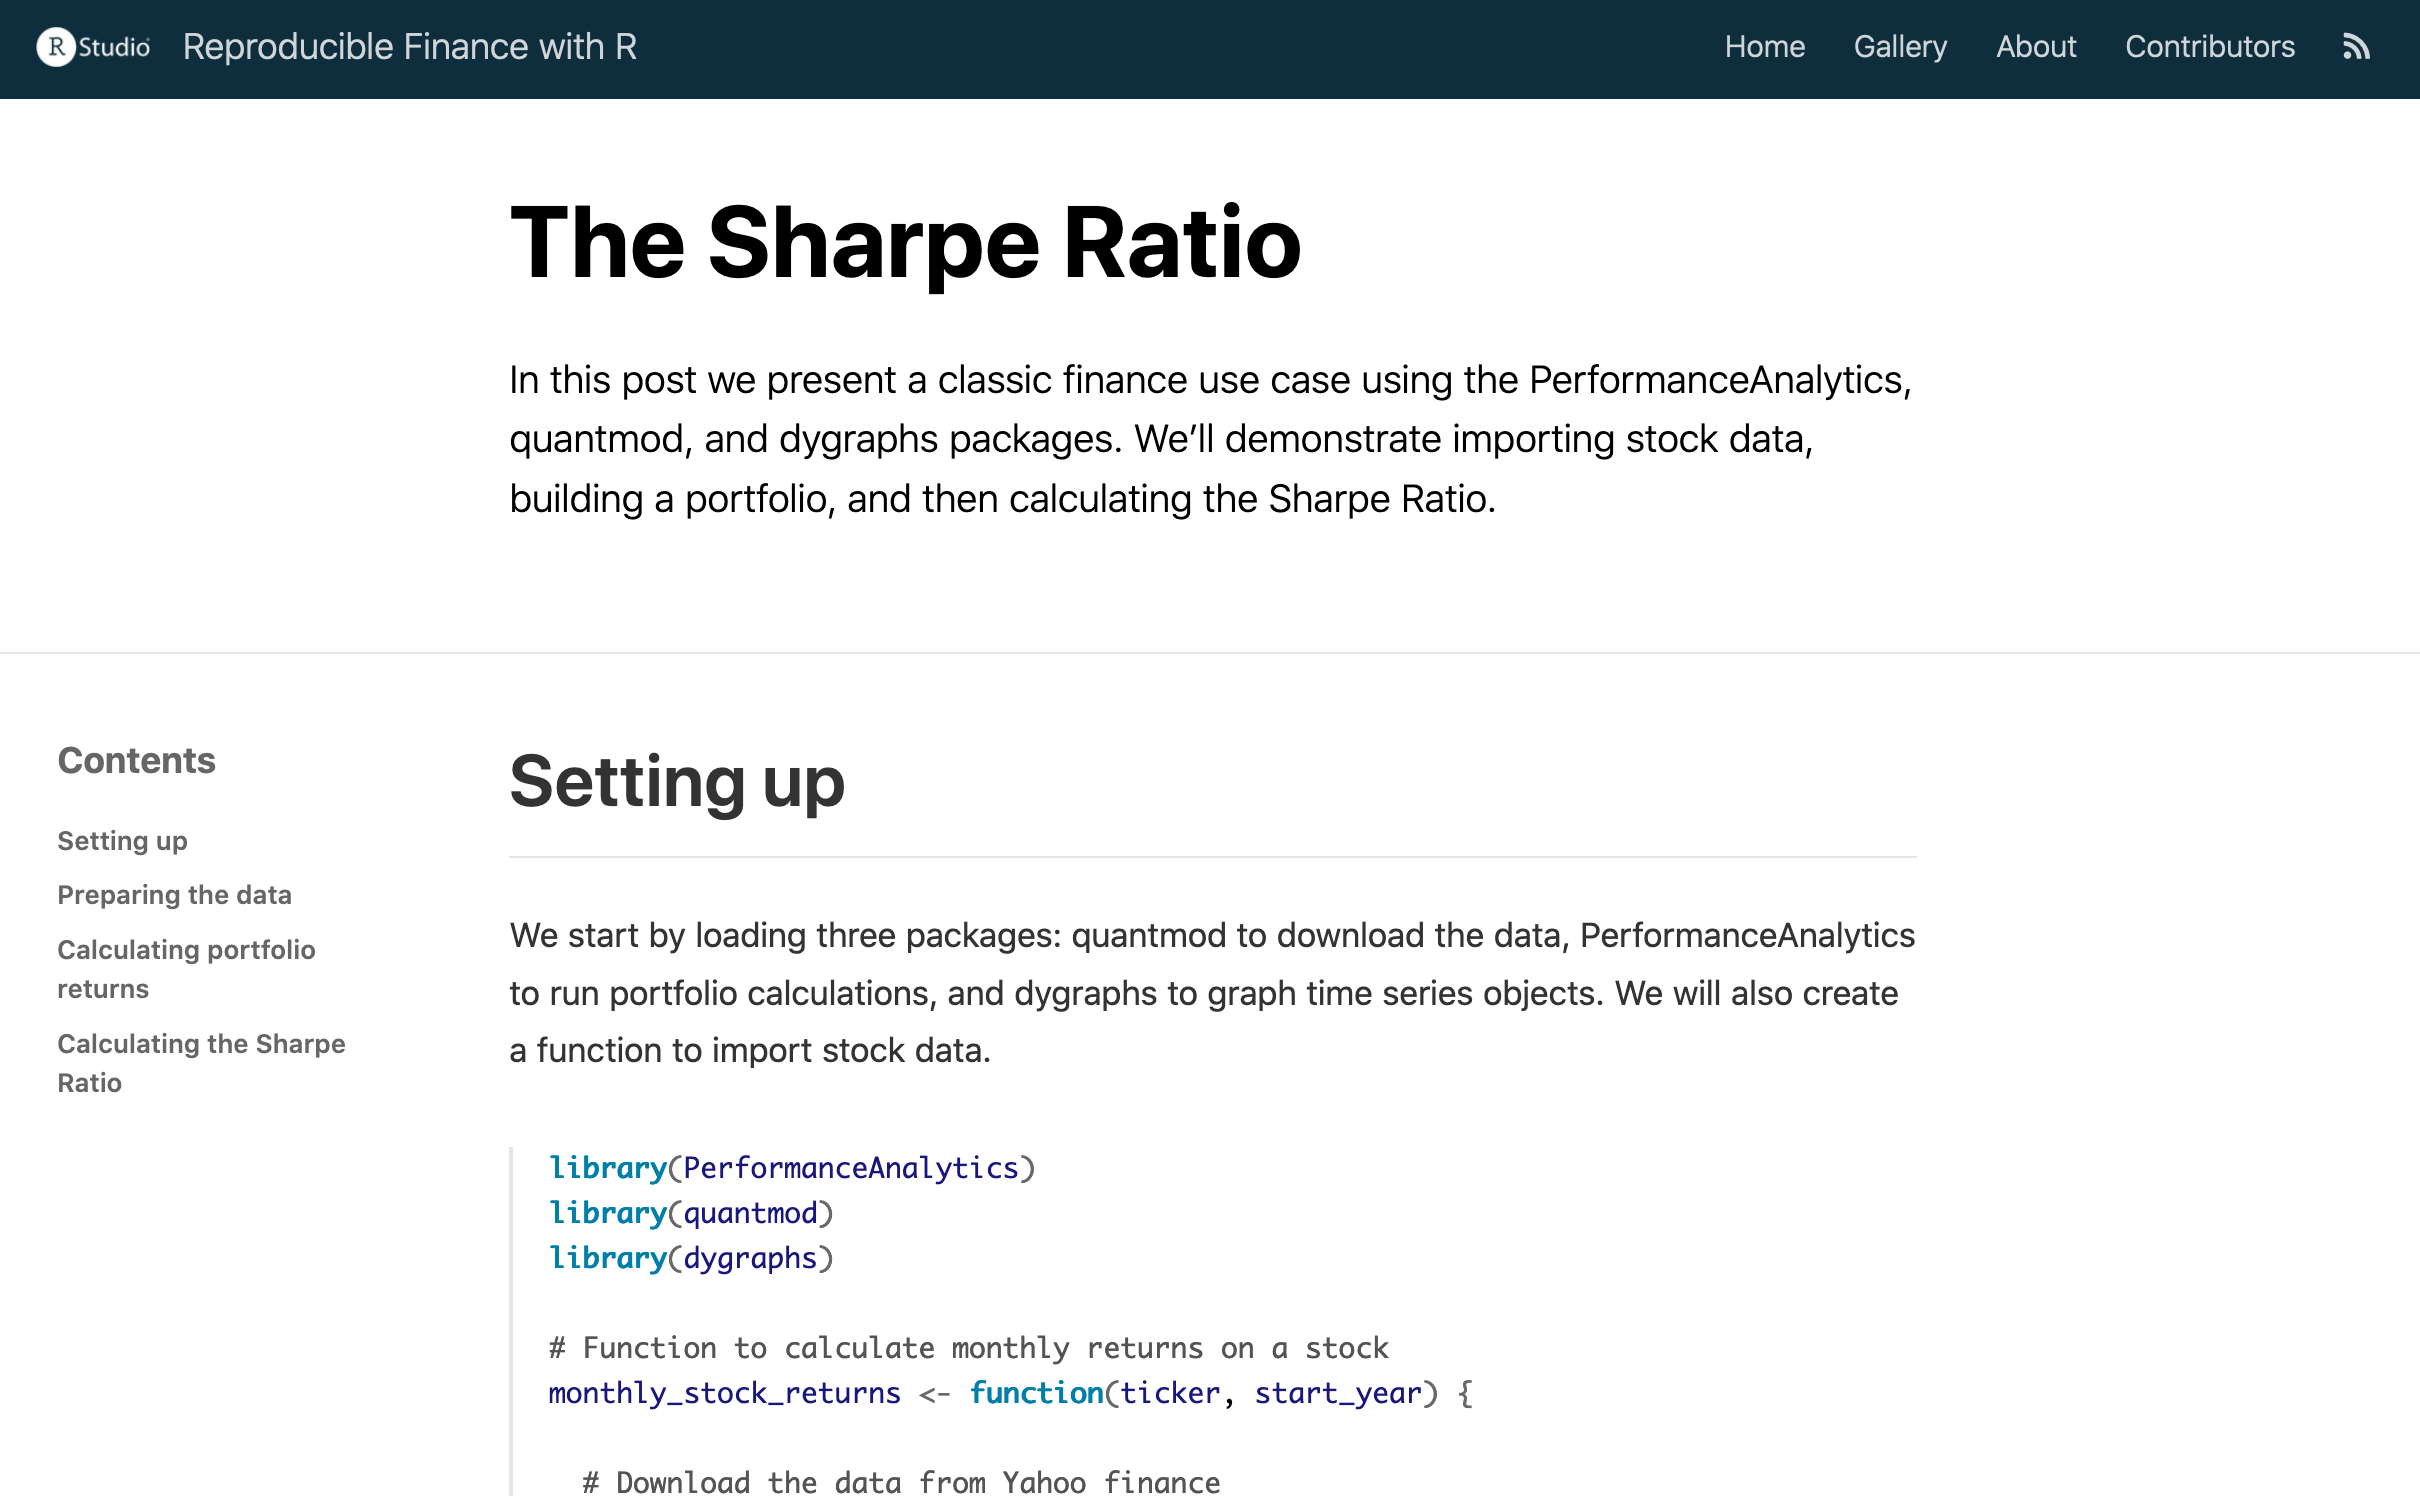 R Studio Reproducible Finance with R Home Gallery About Contributors
The Sharpe Ratio
In this post we present a classic finance use case using the PerformanceAnalytics,
quantmod, and dygraphs packages. We’ll demonstrate importing stock data,
building a portfolio, and then calculating the Sharpe Ratio.
Contents
Setting up
Preparing the data
Calculating portfolio
returns
Calculating the Sharpe
Ratio
Setting up
We start by loading three packages: quantmod to download the data, PerformanceAnalytics
to run portfolio calculations, and dygraphs to graph time series objects. We will also create
a function to import stock data.
library(PerformanceAnalytics)
library(quantmod)
library(dygraphs)
# Function to calculate monthly returns on a stock
monthly_stock_returns <- function(ticker, start_year) {
# Download the data from Yahoo finance